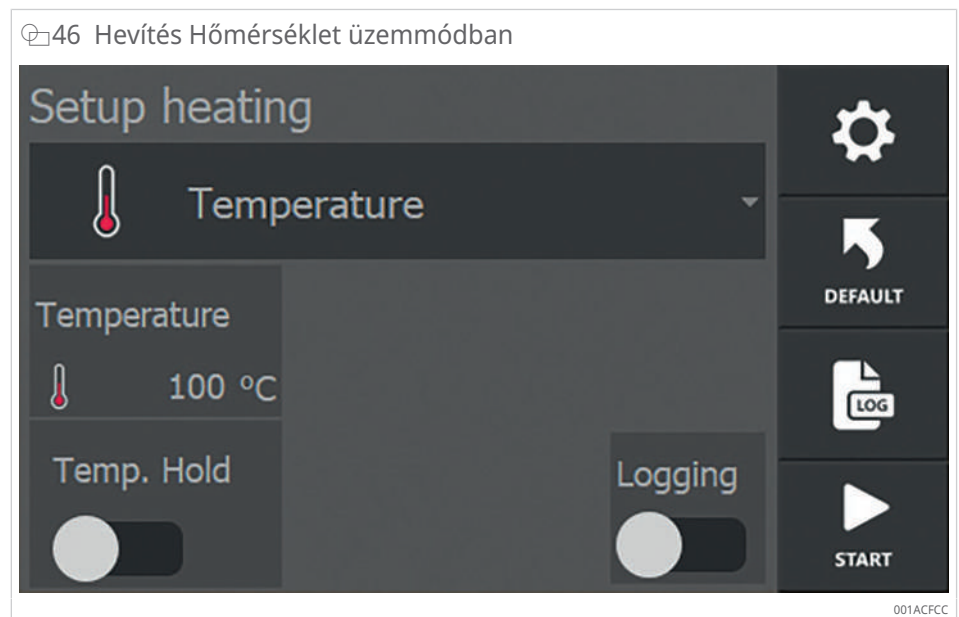 46 Hevítés Hőmérséklet üzemmódban
Setup heating
Temperature
DEFAULT
Temperature
100 °C
LOG
Temp. Hold
Logging
START
001ACFCC